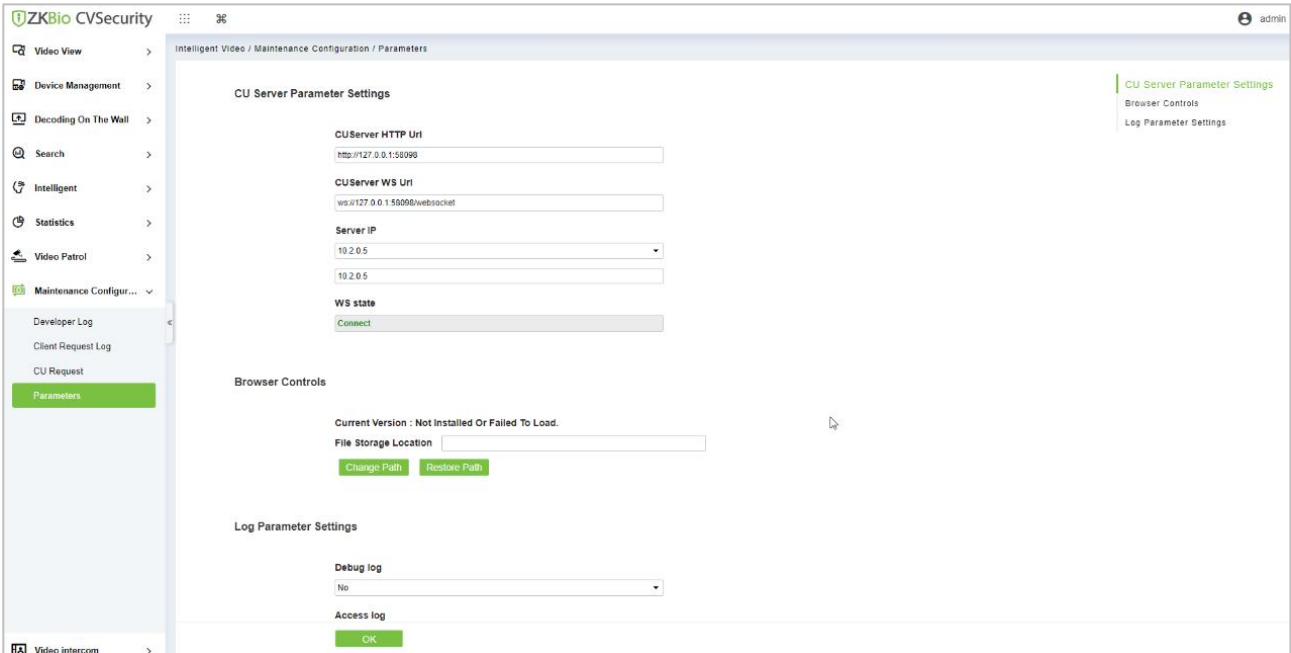 ZKBio CVSecurity
admin
Video View
Device Management
Decoding On The Wall
Search
Intelligent
Statistics
Video Patrol
Maintenance Configur...
Developer Log
Client Request Log
CU Request
Parameters
Video intercom
Intelligent Video / Maintenance Configuration / Parameters
CU Server Parameter Settings
CUServer HTTP Url
http://127.0.0.1:58098
CUServer WS Url
ws://127.0.0.1:58098/websocket
Server IP
10.2.0.5
10.2.0.5
WS state
Connect
Browser Controls
Current Version : Not Installed Or Failed To Load.
File Storage Location
Change Path Restore Path
Log Parameter Settings
Debug log
No
Access log
OK
CU Server Parameter Settings
Browser Controls
Log Parameter Settings